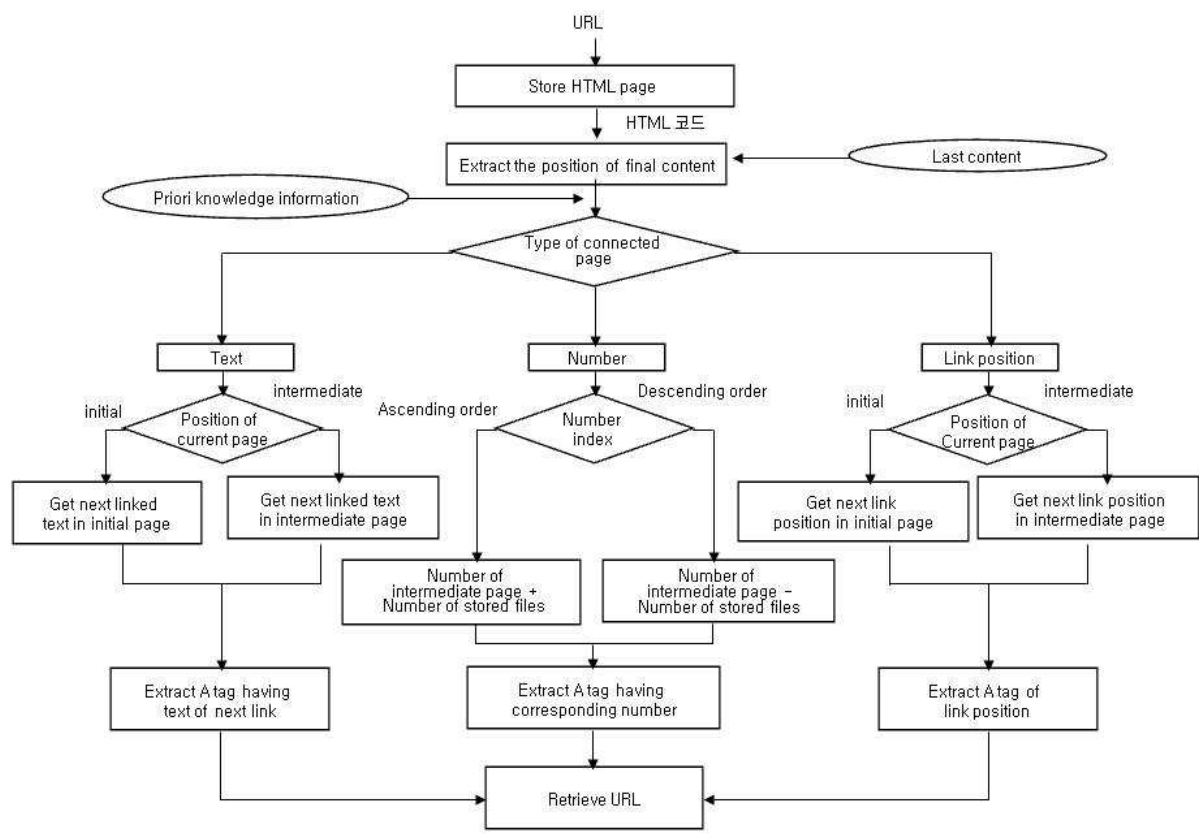 URL
Store HTML page
HTML 코드
Extract the position of final content
Last content
Priori knowledge information
Type of connected
page
Text
Number
Link position
initial
intermediate
Position of
current page
Ascending order
Descending order
Number
index
initial
intermediate
Position of
Current page
Get next linked
text in initial page
Get next linked text
in intermediate page
Get next link
position in initial page
Get next link position
in intermediate page
Number of
intermediate page +
Number of stored files
Number of
intermediate page –
Number of stored files
Extract A tag having
text of next link
Extract A tag having
corresponding number
Extract A tag of
link position
Retrieve URL